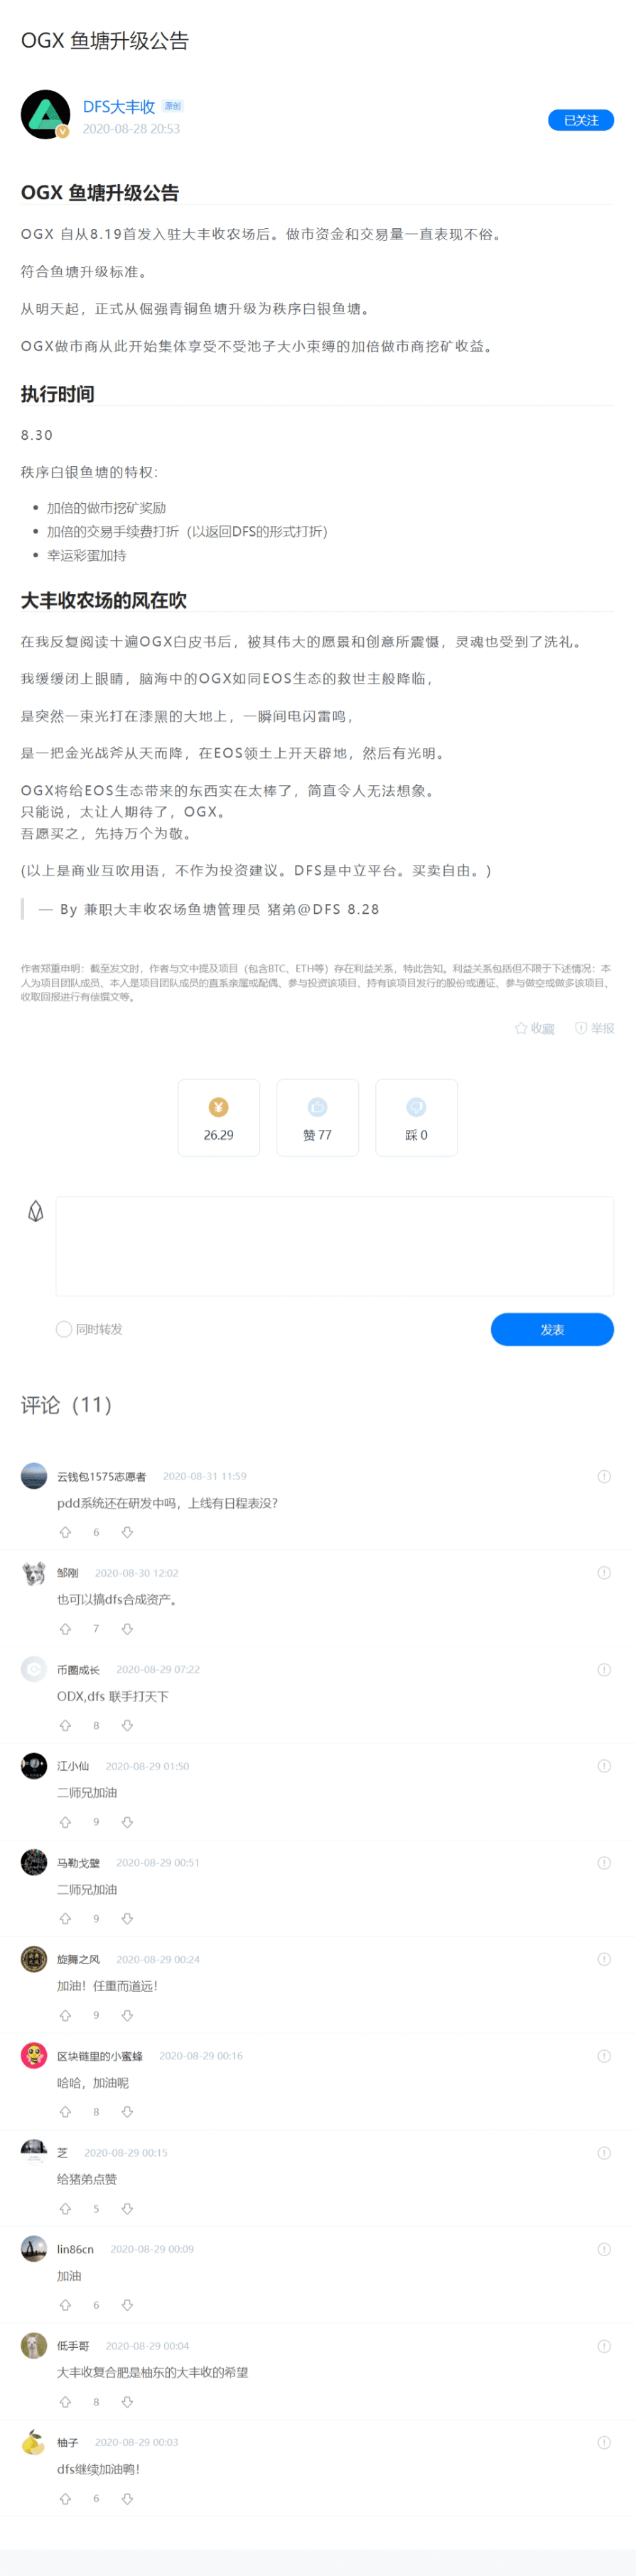 OGX 鱼塘升级公告
DFS大丰收 原创
2020-08-28 20:53
已关注
OGX 鱼塘升级公告
OGX 自从8.19首发入驻大丰收农场后。做市资金和交易量一直表现不俗。
符合鱼塘升级标准。
从明天起，正式从倔强青铜鱼塘升级为秩序白银鱼塘。
OGX做市商从此开始集体享受不受池子大小束缚的加倍做市商挖矿收益。
执行时间
8.30
秩序白银鱼塘的特权：
• 加倍的做市挖矿奖励
• 加倍的交易手续费打折（以返回DFS的形式打折）
• 幸运彩蛋加持
大丰收农场的风在吹
在我反复阅读十遍OGX白皮书后，被其伟大的愿景和创意所震慑，灵魂也受到了洗礼。
我缓缓闭上眼睛，脑海中的OGX如同EOS生态的救世主般降临，
是突然一束光打在漆黑的大地上，一瞬间电闪雷鸣，
是一把金光战斧从天而降，在EOS领土上开天辟地，然后有光明。
OGX将给EOS生态带来的东西实在太棒了，简直令人无法想象。
只能说，太让人期待了，OGX。
吾愿买之，先持万个为敬。
(以上是商业互吹用语，不作为投资建议。DFS是中立平台。买卖自由。)
— By 兼职大丰收农场鱼塘管理员 猪弟@DFS 8.28
作者郑重申明：截至发文时，作者与文中提及项目（包含BTC、ETH等）存在利益关系，特此告知。利益关系包括但不限于下述情况：本
人为项目团队成员、本人是项目团队成员的直系亲属或配偶、参与投资该项目、持有该项目发行的股份或通证、参与做空或做多该项目、
收取回报进行有偿撰文等。
收藏 举报
26.29 赞 77 踩 0
同时转发 发表
评论（11）
云钱包1575志愿者 2020-08-31 11:59
pdd系统还在研发中吗，上线有日程表没？
6
邹刚 2020-08-30 12:02
也可以搞dfs合成资产。
7
币圈成长 2020-08-29 07:22
ODX,dfs 联手打天下
8
江小仙 2020-08-29 01:50
二师兄加油
9
马勒戈壁 2020-08-29 00:51
二师兄加油
9
旋舞之风 2020-08-29 00:24
加油！任重而道远！
9
区块链里的小蜜蜂 2020-08-29 00:16
哈哈，加油呢
8
芝 2020-08-29 00:15
给猪弟点赞
5
lin86cn 2020-08-29 00:09
加油
6
低手哥 2020-08-29 00:04
大丰收复合肥是柚东的大丰收的希望
8
柚子 2020-08-29 00:03
dfs继续加油鸭！
6